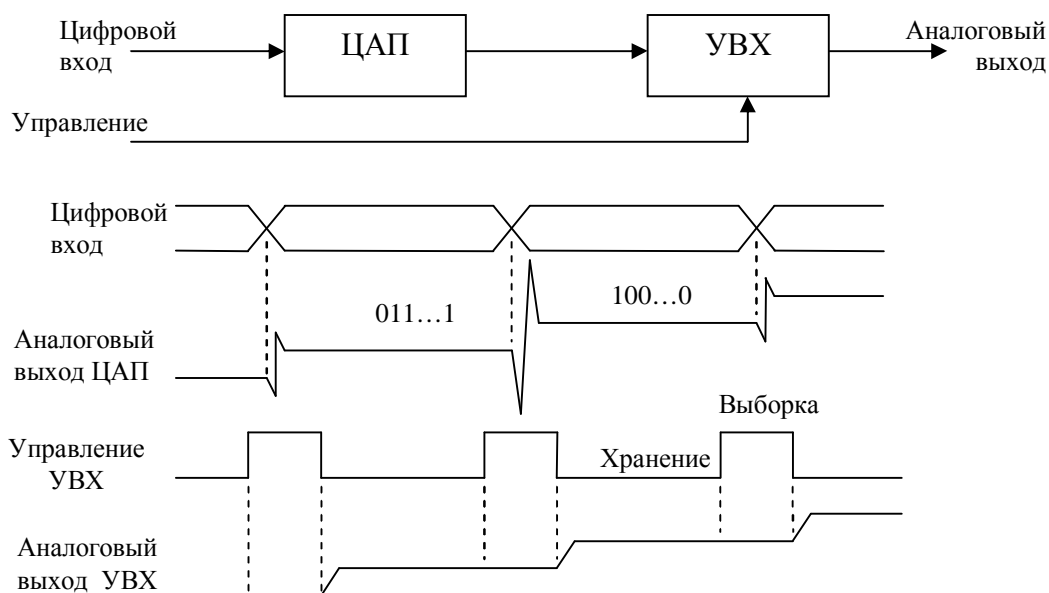 Цифровой
вход
ЦАП
УВХ
Аналоговый
выход
Управление
Цифровой
вход
011…1
100…0
Аналоговый
выход ЦАП
Выборка
Управление
УВХ
Хранение
Аналоговый
выход УВХ